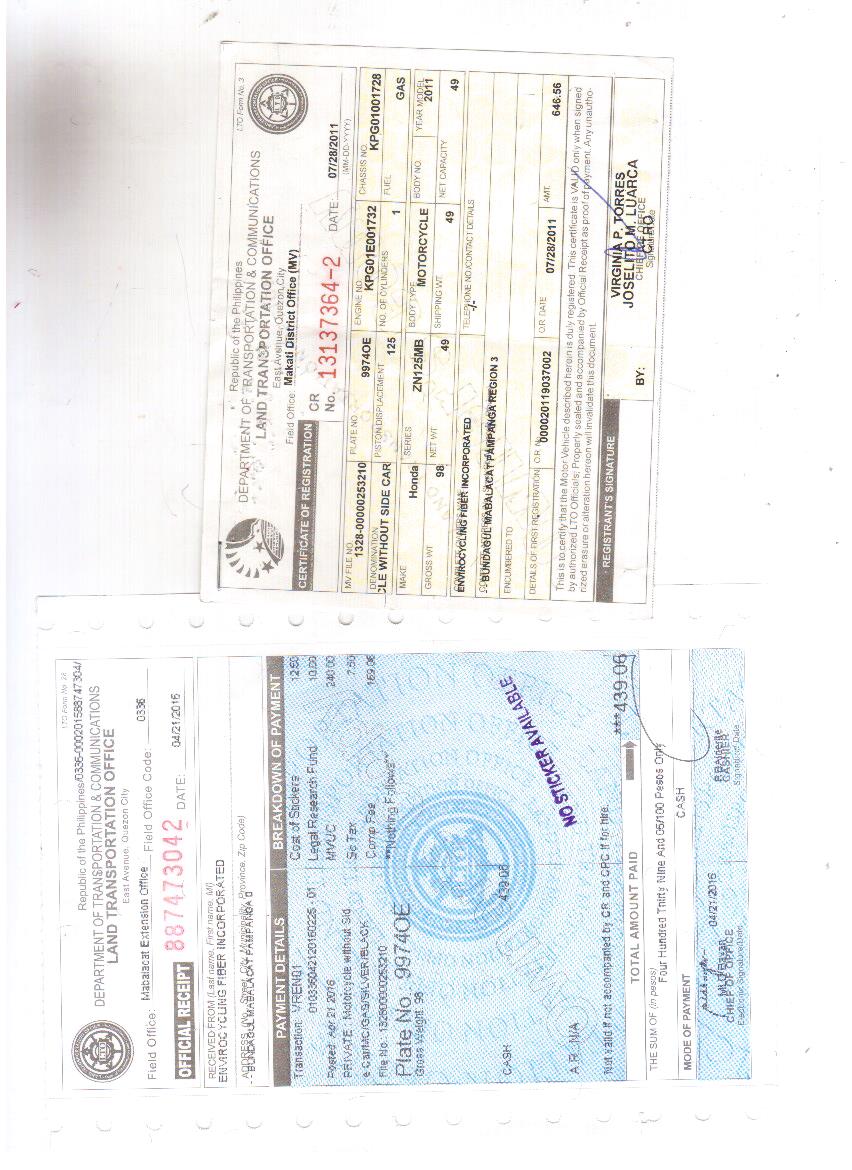 LTO Form No. 3
Republic of the Philippines
DEPARTMENT OF TRANSPORTATION & COMMUNICATIONS
LAND TRANSPORTATION OFFICE
East Avenue, Quezon City
Field Office: Makati District Office (MV)
CERTIFICATE OF REGISTRATION
CR No. 13137364-2 DATE: 07/28/2011
(MM-DD-YYYY)
MV FILE NO. PLATE NO. ENGINE NO. CHASSIS NO.
1328-00000253210 9974OE KPG01E001732 KPG01001728
DENOMINATION PISTON DISPLACEMENT NO. OF CYLINDERS FUEL
CLE WITHOUT SIDE CAR 125 1 GAS
MAKE SERIES BODY TYPE BODY NO. YEAR MODEL
Honda ZN125MB MOTORCYCLE 2011
GROSS WT. NET WT. SHIPPING WT. NET CAPACITY
98 49 49 49
ENVIROCYCLING FIBER INCORPORATED
TELEPHONE NO./CONTACT DETAILS
BUNDAGUL MABALACAT PAMPANGA REGION 3 -/-
ENCUMBERED TO
DETAILS OF FIRST REGISTRATION O.R. N O.R. DATE AMT.
0000201119037002 07/28/2011 646.56
This is to certify that the Motor Vehicle described herein is duly registered. This certificate is VALID only when signed
by authorized LTO Officials; Properly sealed and accompanied by Official Receipt as proof of payment. Any unautho-
rized erasure or alteration hereon will invalidate this document.
REGISTRANT'S SIGNATURE
BY:
VIRGINIA P. TORRES
JOSELITO M. LUARCA
CHIEF OF OFFICE
LTO Form No. 28
Republic of the Philippines/0336-000201588747304/
DEPARTMENT OF TRANSPORTATION & COMMUNICATIONS
LAND TRANSPORTATION OFFICE
East Avenue, Quezon City
Field Office: Mabalacat Extension Office Field Office Code: 0336
OFFICIAL RECEIPT 887473042 DATE: 04/21/2016
RECEIVED FROM (Last name, First name, MI)
ENVIROCYCLING FIBER INCORPORATED
ADDRESS (No., Street, City, Municipality, Province, Zip Code)
BUNDAGUL MABALACAT PAMPANGA 0
PAYMENT DETAILS BREAKDOWN OF PAYMENT
Transaction: VREN01 Cost of Stickers 12.50
01033604212016 0225 - 01 Legal Research Fund 10.00
Posted: Apr 21 2016 MVUC 240.00
PRIVATE Motorcycle without Sid Sc Tax 7.50
e Car/MC/GAS/SILVER/BLACK Comp Fee 169.06
File No.: 132800000253210 **Nothing Follows**
Plate No. 9974OE
Gross Weight: 98
CASH 439.06
NO STICKER AVAILABLE
A.R. N/A
Not valid if not accompanied by CR and CPC if for hire.
TOTAL AMOUNT PAID ***439.06
THE SUM OF (in pesos) Four Hundred Thirty Nine And 06/100 Pesos Only
MODE OF PAYMENT CASH
04/21/2016
CHIEF OF OFFICE CASHIER
Signature / Date